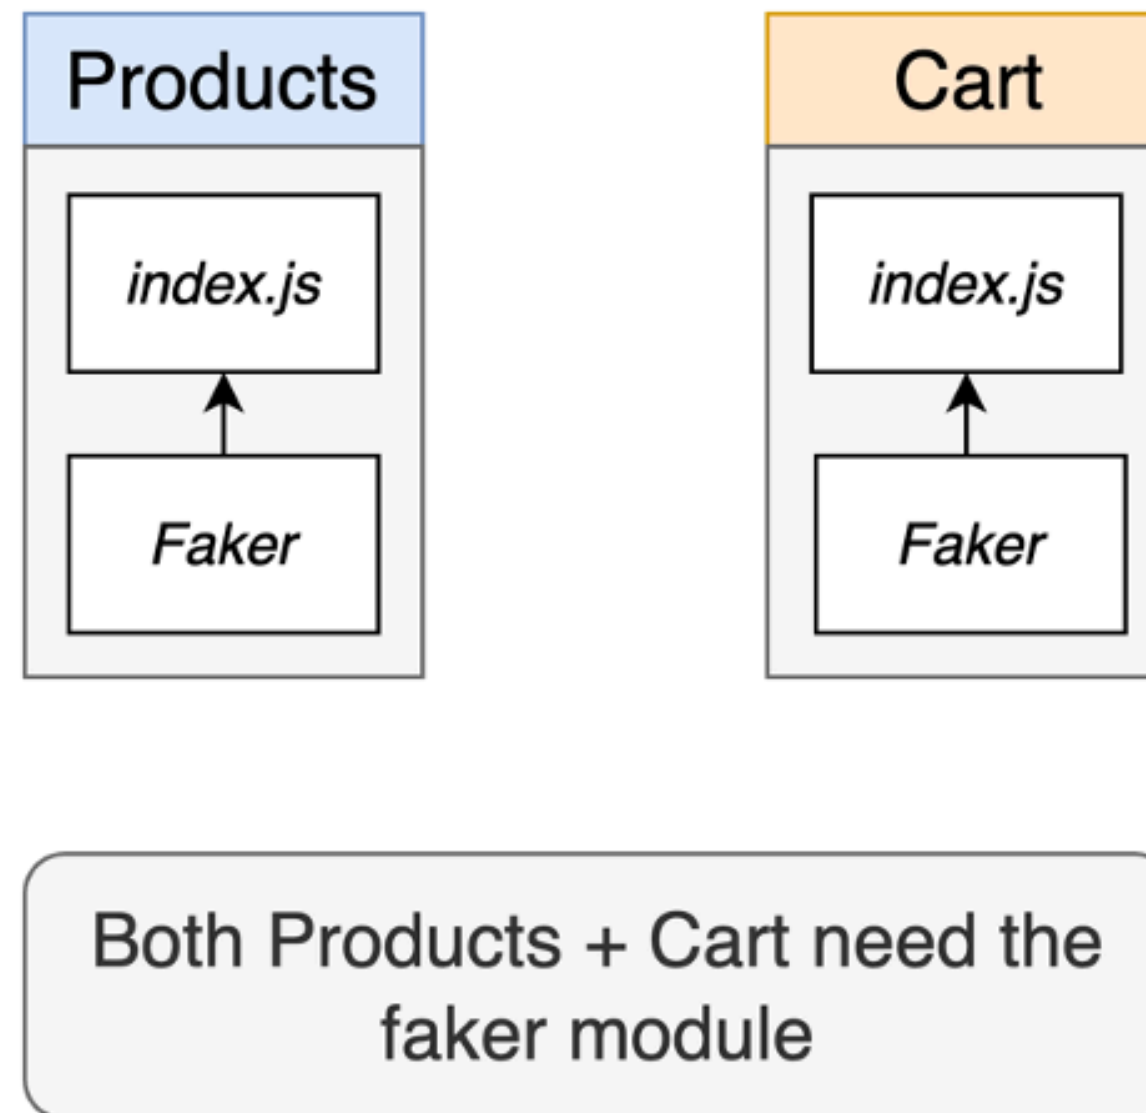 Products
Cart
index.js
index.js
Faker
Faker
Both Products + Cart need the
faker module